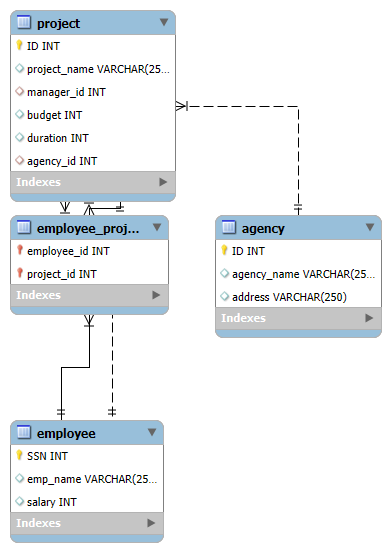 project
ID INT
project_name VARCHAR(25...
manager_id INT
budget INT
duration INT
agency_id INT
Indexes
employee_proj...
employee_id INT
project_id INT
Indexes
agency
ID INT
agency_name VARCHAR(25...
address VARCHAR(250)
Indexes
employee
SSN INT
emp_name VARCHAR(25...
salary INT
Indexes